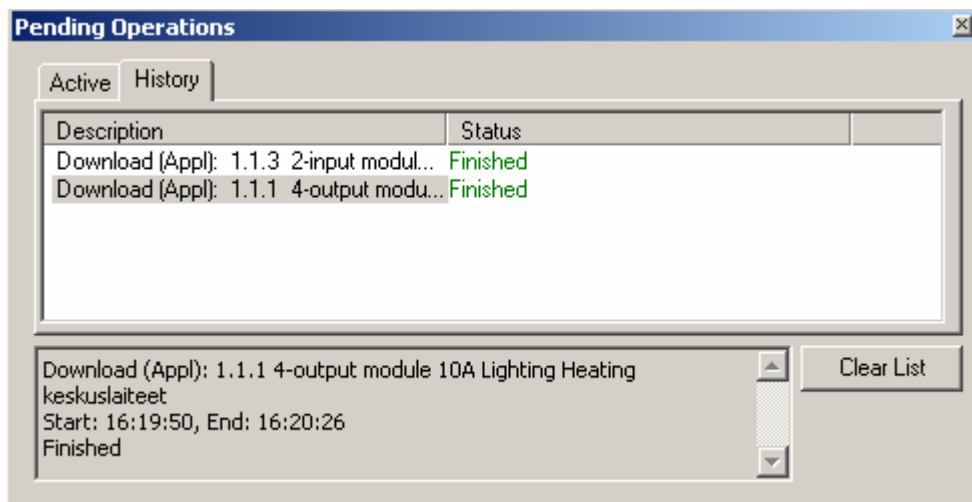 Pending Operations
Active History
Description Status
Download (Appl): 1.1.3 2-input modul... Finished
Download (Appl): 1.1.1 4-output modu... Finished
Download (Appl): 1.1.1 4-output module 10A Lighting Heating
keskuslaiteet
Start: 16:19:50, End: 16:20:26
Finished
Clear List